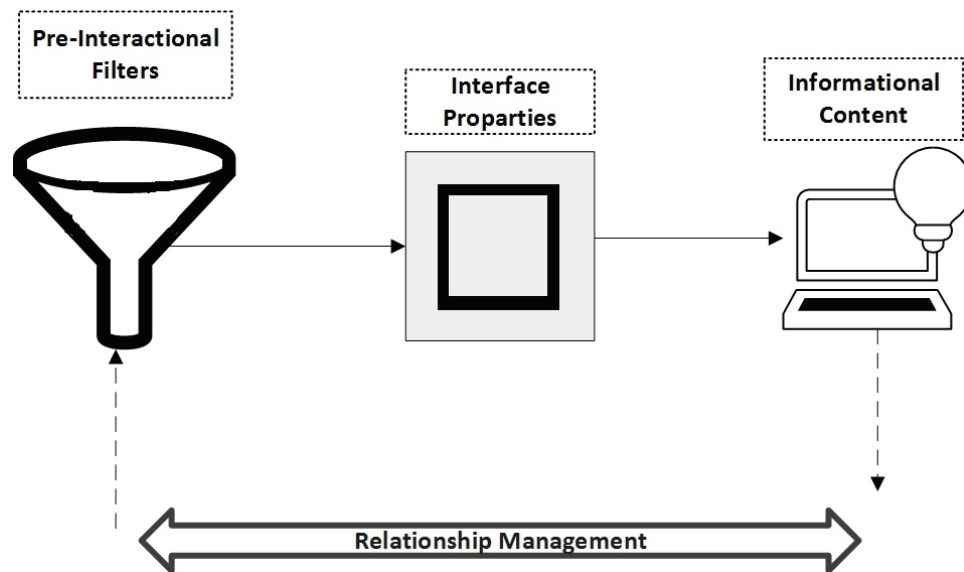 Pre-Interactional
Filters
Interface
Proparties
Informational
Content
Relationship Management